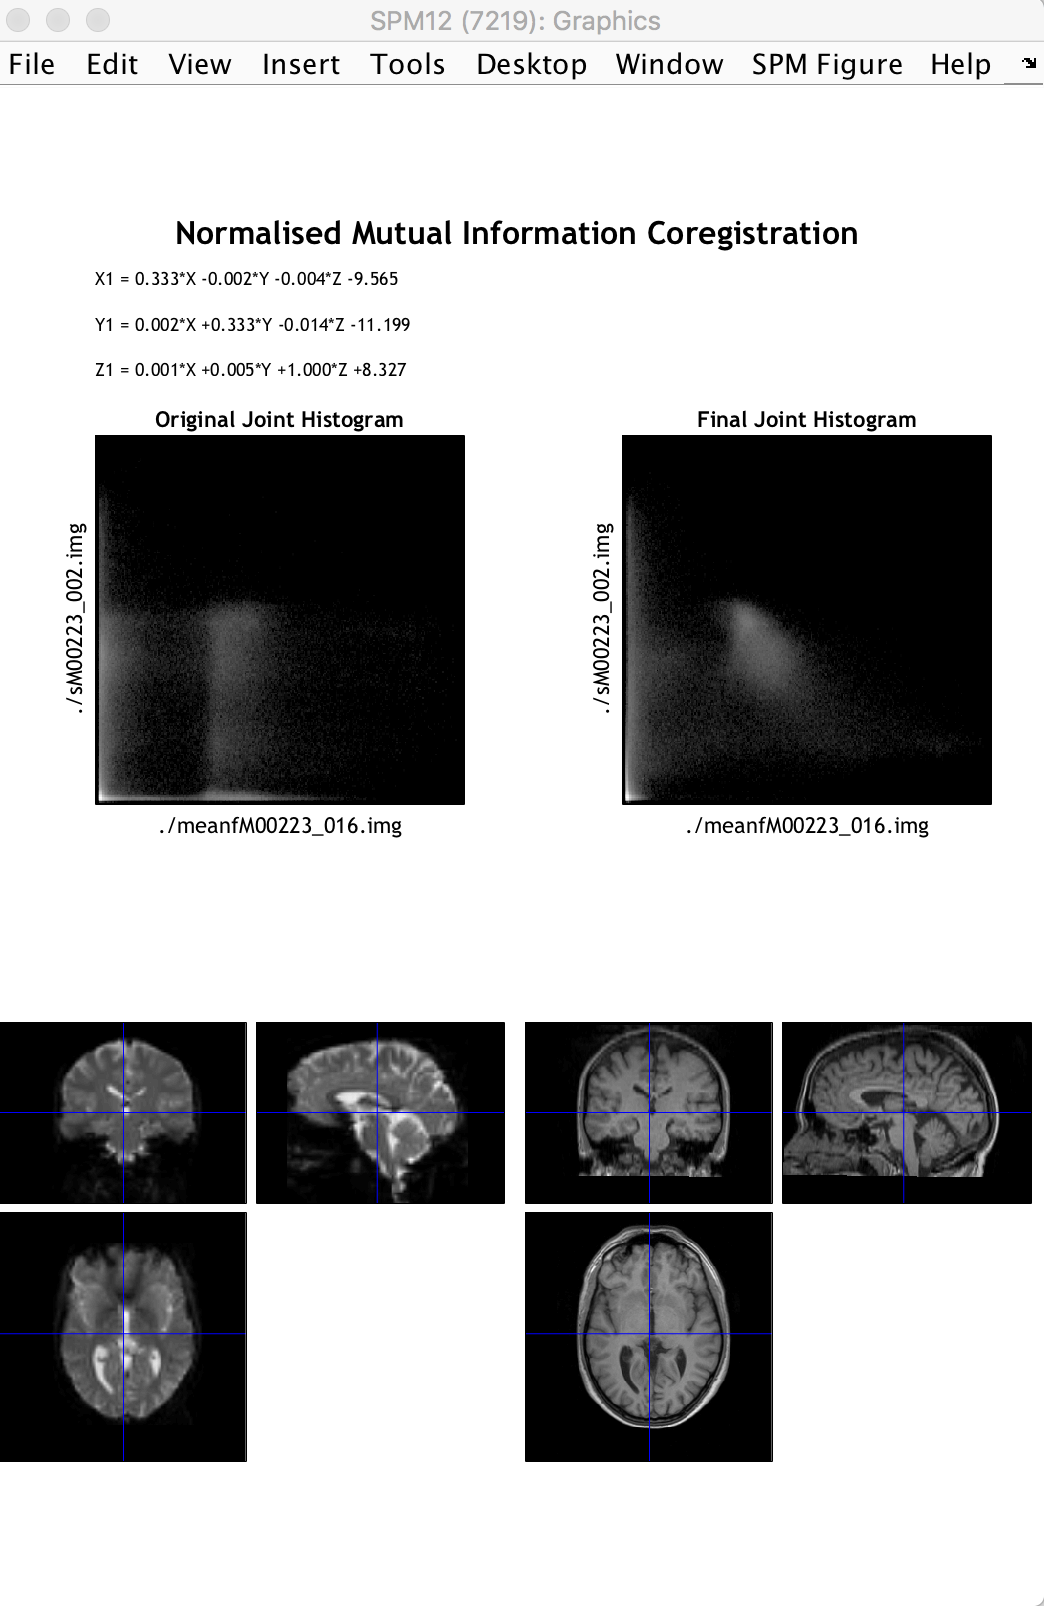 SPM12 (7219): Graphics
File Edit View Insert Tools Desktop Window SPM Figure Help
Normalised Mutual Information Coregistration
X1 = 0.333*X -0.002*Y -0.004*Z -9.565
Y1 = 0.002*X +0.333*Y -0.014*Z -11.199
Z1 = 0.001*X +0.005*Y +1.000*Z +8.327
Original Joint Histogram
./sM00223_002.img
./meanfM00223_016.img
Final Joint Histogram
./sM00223_002.img
./meanfM00223_016.img